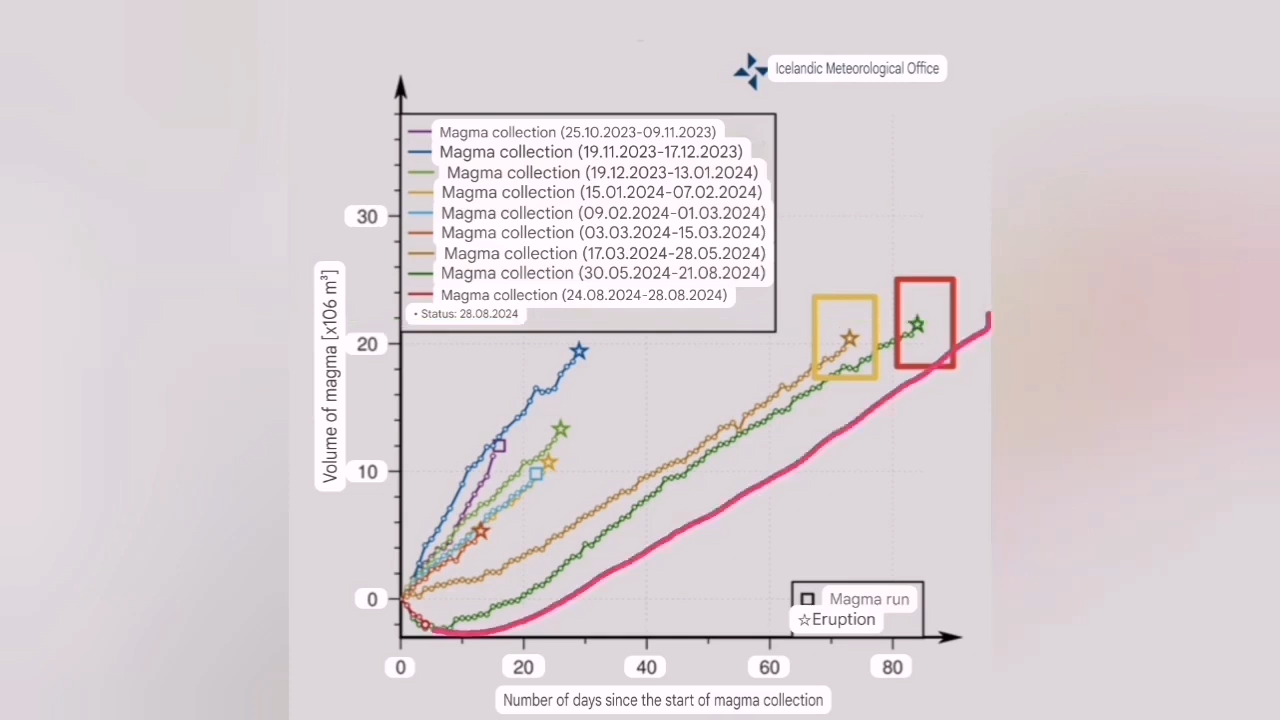 Icelandic Meteorological Office
Magma collection (25.10.2023-09.11.2023)
Magma collection (19.11.2023-17.12.2023)
Magma collection (19.12.2023-13.01.2024)
Magma collection (15.01.2024-07.02.2024)
Magma collection (09.02.2024-01.03.2024)
Magma collection (03.03.2024-15.03.2024)
Magma collection (17.03.2024-28.05.2024)
Magma collection (30.05.2024-21.08.2024)
Magma collection (24.08.2024-28.08.2024)
• Status: 28.08.2024
Volume of magma [x106 m³]
30
20
10
0
Magma run
☆Eruption
0 20 40 60 80
Number of days since the start of magma collection